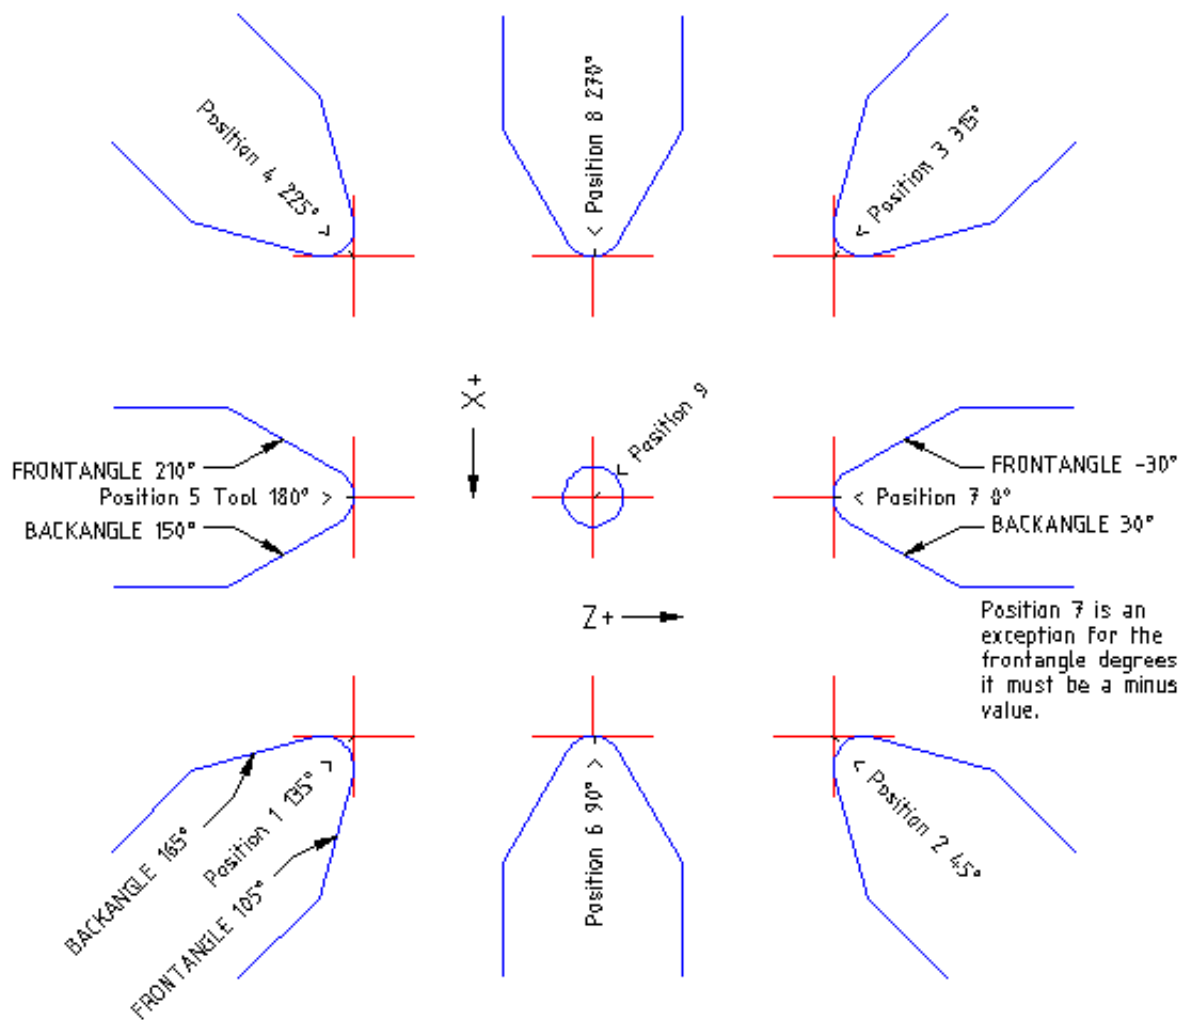 Position 4 225°
Position 8 270°
Position 3 315°
X+
Position 9
FRONTANGLE 210°
Position 5 Tool 180°
BACKANGLE 150°
FRONTANGLE -30°
Position 7 0°
BACKANGLE 30°
Z+
Position 7 is an
exception for the
frontangle degrees
it must be a minus
value.
BACKANGLE 165°
Position 1 135°
FRONTANGLE 105°
Position 6 90°
Position 2 45°